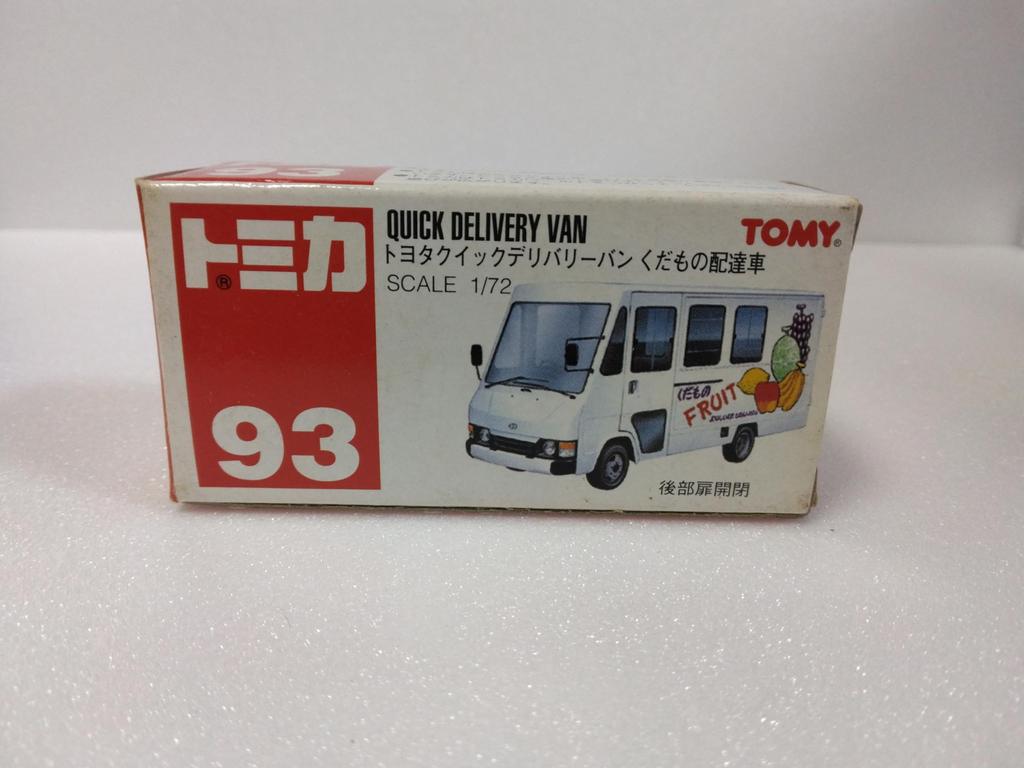 93
トミカ®
93
QUICK DELIVERY VAN
トヨタクイックデリバリーバン くだもの配達車
SCALE 1/72
TOMY®
くだもの
FRUIT
後部扉開閉